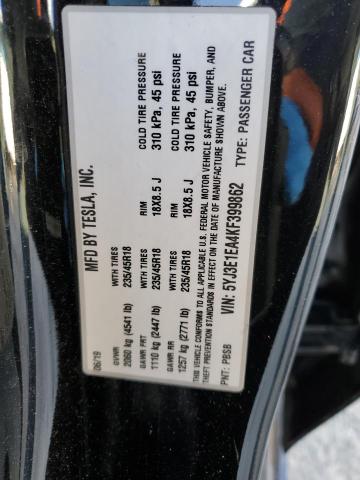 MFD BY TESLA, INC.
06/19
GVWR
2060 kg (4541 lb)
WITH TIRES
235/45R18
RIM
18X8.5 J
COLD TIRE PRESSURE
310 kPa, 45 psi
GAWR FRT
1110 kg (2447 lb)
WITH TIRES
235/45R18
RIM
18X8.5 J
COLD TIRE PRESSURE
310 kPa, 45 psi
GAWR RR
1257 kg (2771 lb)
THIS VEHICLE CONFORMS TO ALL APPLICABLE U.S. FEDERAL MOTOR VEHICLE SAFETY, BUMPER, AND
THEFT PREVENTION STANDARDS IN EFFECT ON THE DATE OF MANUFACTURE SHOWN ABOVE.
VIN: 5YJ3E1EA4KF399862
PNT: PBSB
TYPE: PASSENGER CAR